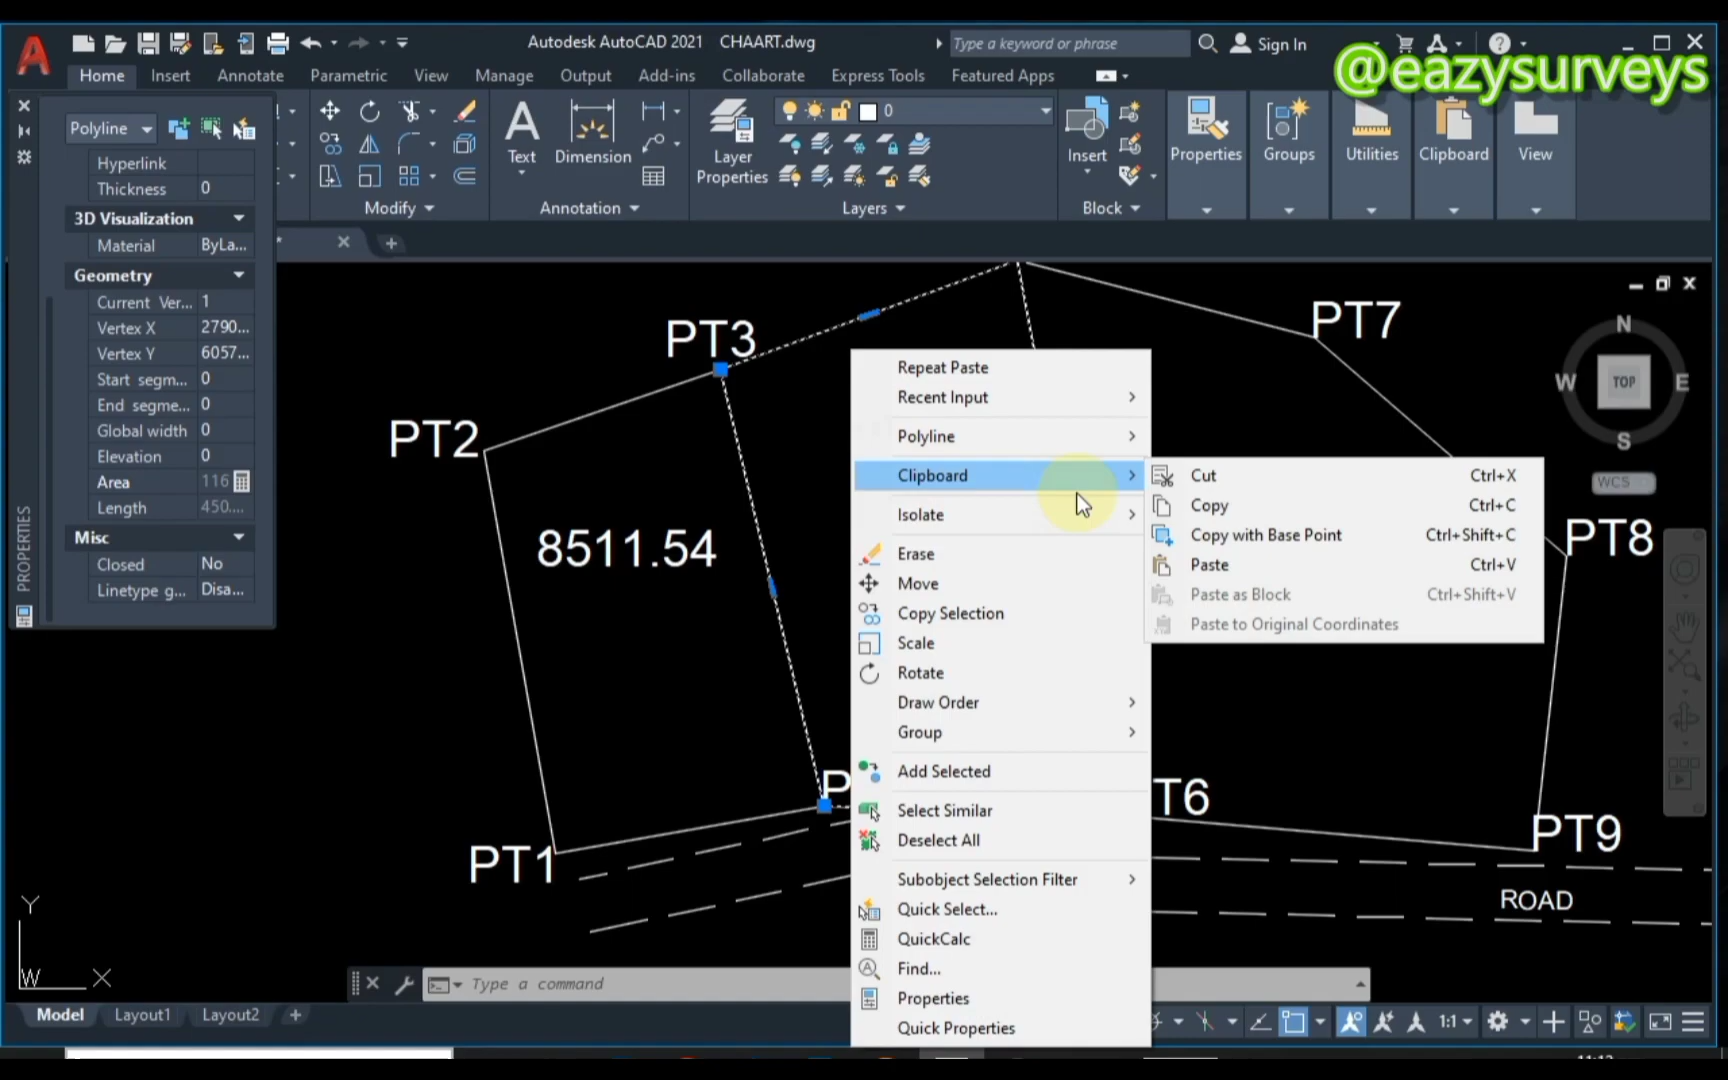 Autodesk AutoCAD 2021 CHAART.dwg
Type a keyword or phrase
Sign In
@eazysurveys
Home Insert Annotate Parametric View Manage Output Add-ins Collaborate Express Tools Featured Apps
Polyline
Hyperlink
Thickness 0
3D Visualization
Material ByLa...
Geometry
Current Ver... 1
Vertex X 2790...
Vertex Y 6057...
Start segm... 0
End segme... 0
Global width 0
Elevation 0
Area 116
Length 450....
Misc
Closed No
Linetype g... Disa...
PROPERTIES
Modify
Text
Dimension
Annotation
Layer Properties
0
Layers
Insert
Block
Properties
Groups
Utilities
Clipboard
View
PT3
PT2
8511.54
PT1
P
PT7
PT8
T6
PT9
ROAD
N
W TOP E
S
WCS
Repeat Paste
Recent Input
Polyline
Clipboard
Isolate
Erase
Move
Copy Selection
Scale
Rotate
Draw Order
Group
Add Selected
Select Similar
Deselect All
Subobject Selection Filter
Quick Select...
QuickCalc
Find...
Properties
Quick Properties
Cut Ctrl+X
Copy Ctrl+C
Copy with Base Point Ctrl+Shift+C
Paste Ctrl+V
Paste as Block Ctrl+Shift+V
Paste to Original Coordinates
Y
W X
Type a command
Model Layout1 Layout2
1:1